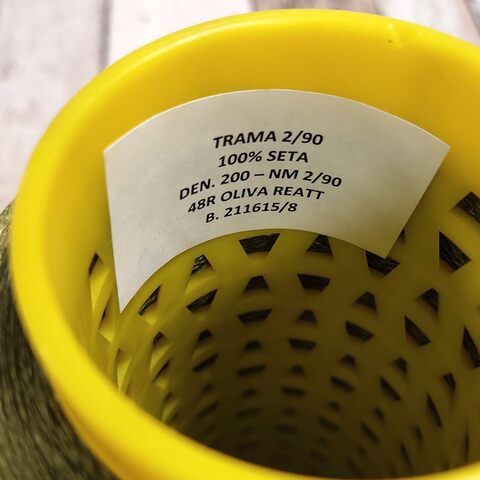 TRAMA 2/90
100% SETA
DEN. 200 – NM 2/90
48R OLIVA REATT
B. 211615/8